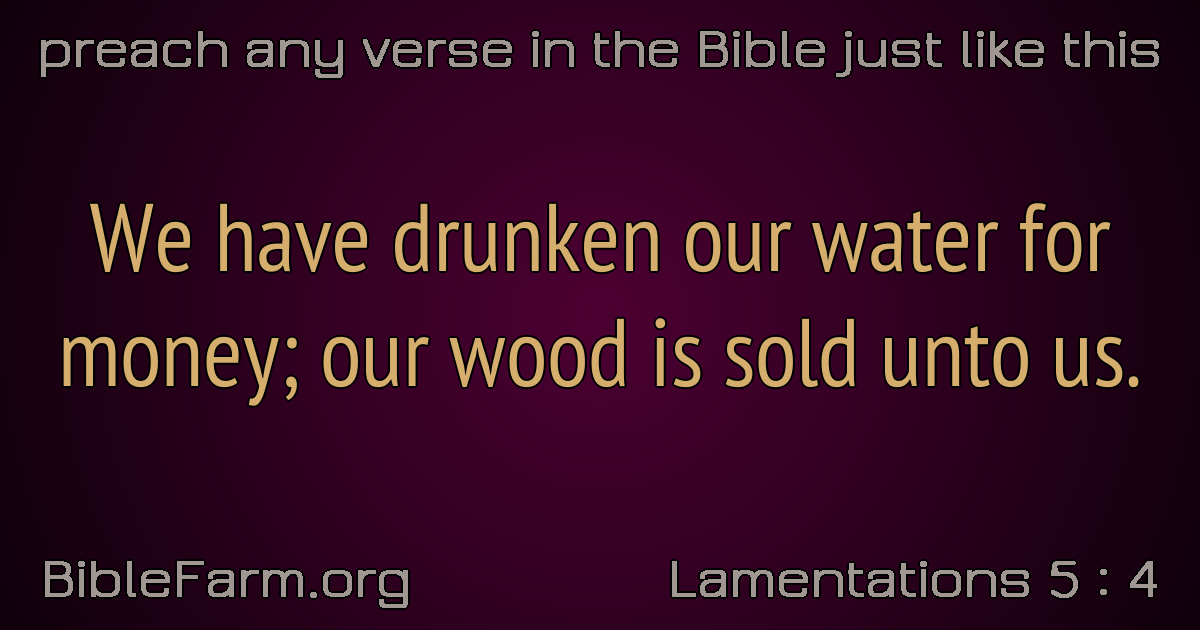 preach any verse in the Bible just like this
We have drunken our water for
money; our wood is sold unto us.
BibleFarm.org
Lamentations 5 : 4